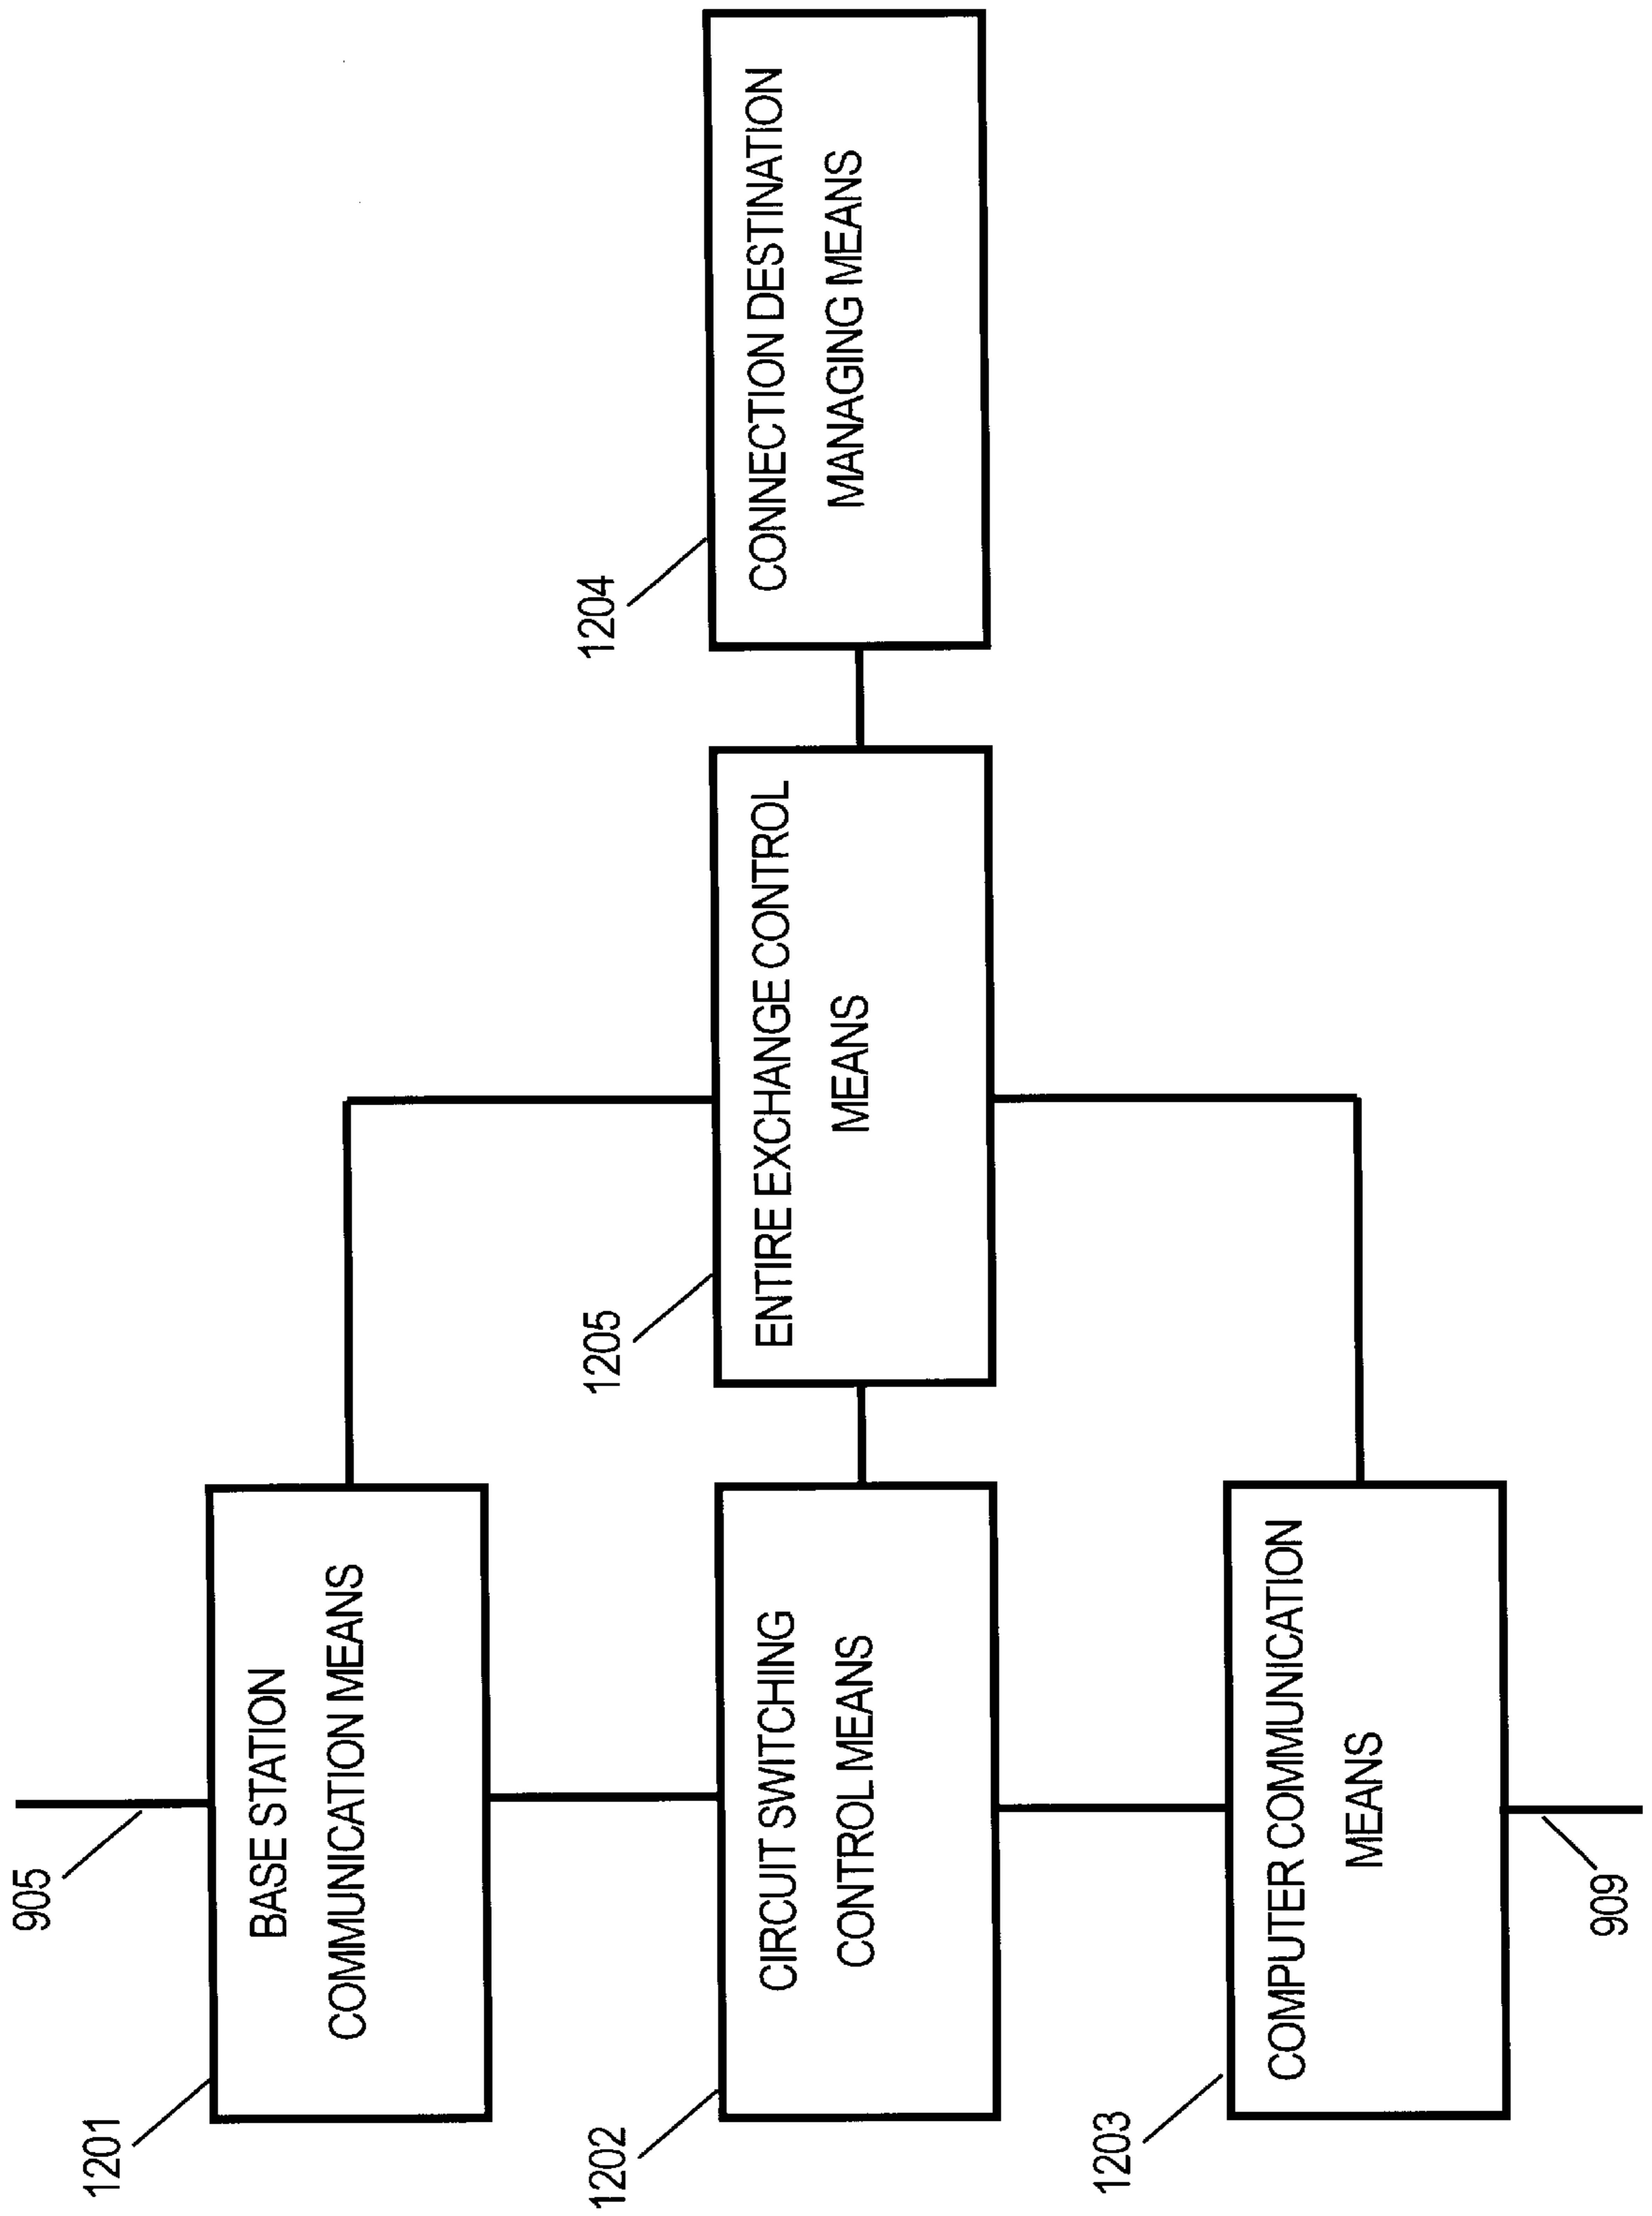 905
1201
BASE STATION
COMMUNICATION MEANS
1202
CIRCUIT SWITCHING
CONTROL MEANS
1205
ENTIRE EXCHANGE CONTROL
MEANS
1204
CONNECTION DESTINATION
MANAGING MEANS
1203
COMPUTER COMMUNICATION
MEANS
909